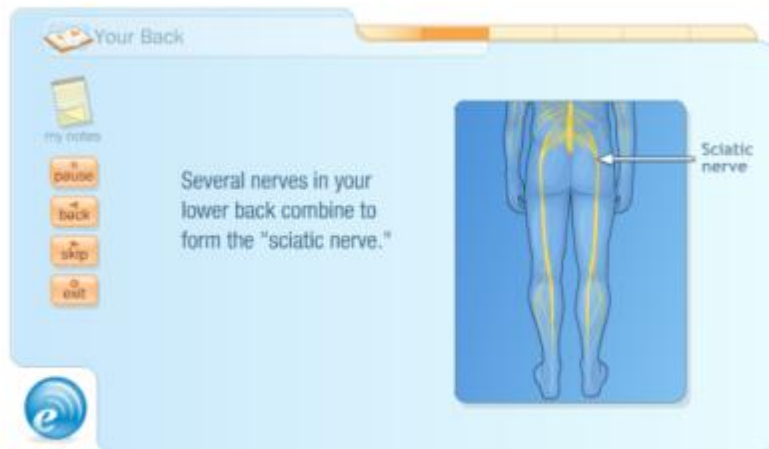 Your Back
my notes
pause
back
skip
exit
Several nerves in your
lower back combine to
form the "sciatic nerve."
Sciatic
nerve
e